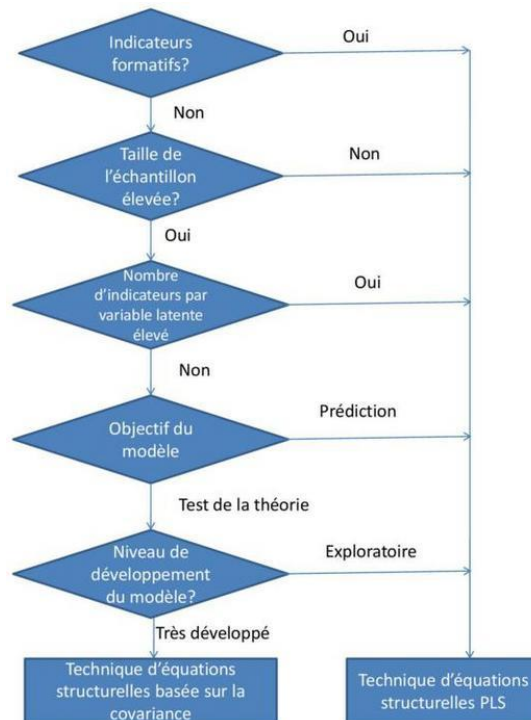 Indicateurs
formatifs?
Oui
Non
Taille de
l'échantillon
élevée?
Non
Oui
Nombre
d'indicateurs par
variable latente
élevé
Oui
Non
Objectif du
modèle
Prédiction
Test de la théorie
Niveau de
développement
du modèle?
Exploratoire
Très développé
Technique d'équations
structurelles basée sur la
covariance
Technique d'équations
structurelles PLS